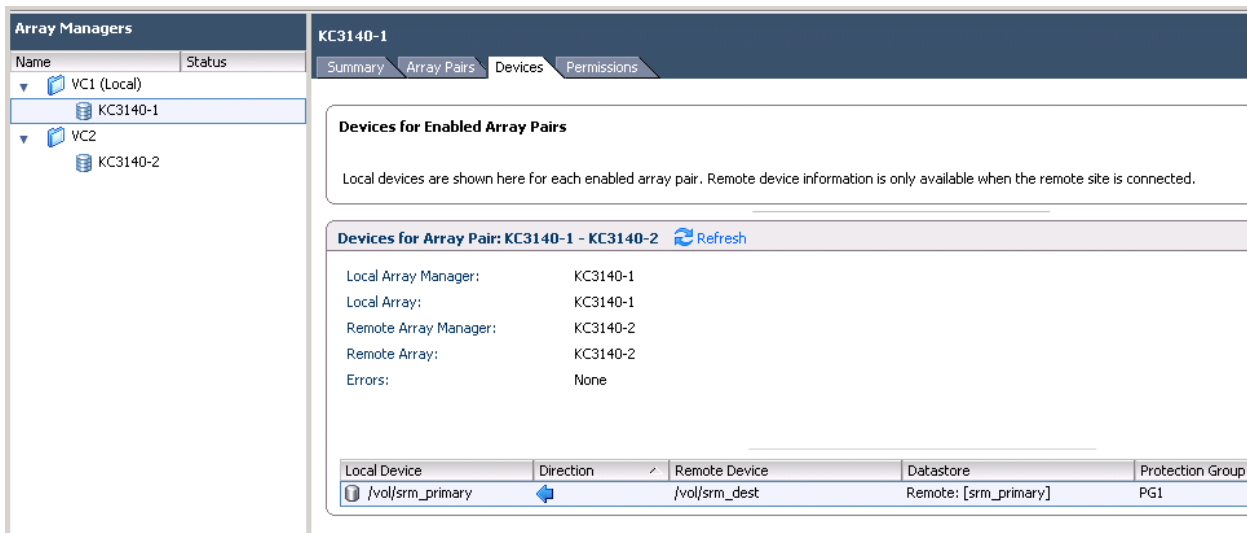 Array Managers
Name Status
VC1 (Local)
KC3140-1
VC2
KC3140-2
KC3140-1
Summary Array Pairs Devices Permissions
Devices for Enabled Array Pairs
Local devices are shown here for each enabled array pair. Remote device information is only available when the remote site is connected.
Devices for Array Pair: KC3140-1 - KC3140-2 Refresh
Local Array Manager: KC3140-1
Local Array: KC3140-1
Remote Array Manager: KC3140-2
Remote Array: KC3140-2
Errors: None
Local Device Direction Remote Device Datastore Protection Group
/vol/srm_primary /vol/srm_dest Remote: [srm_primary] PG1